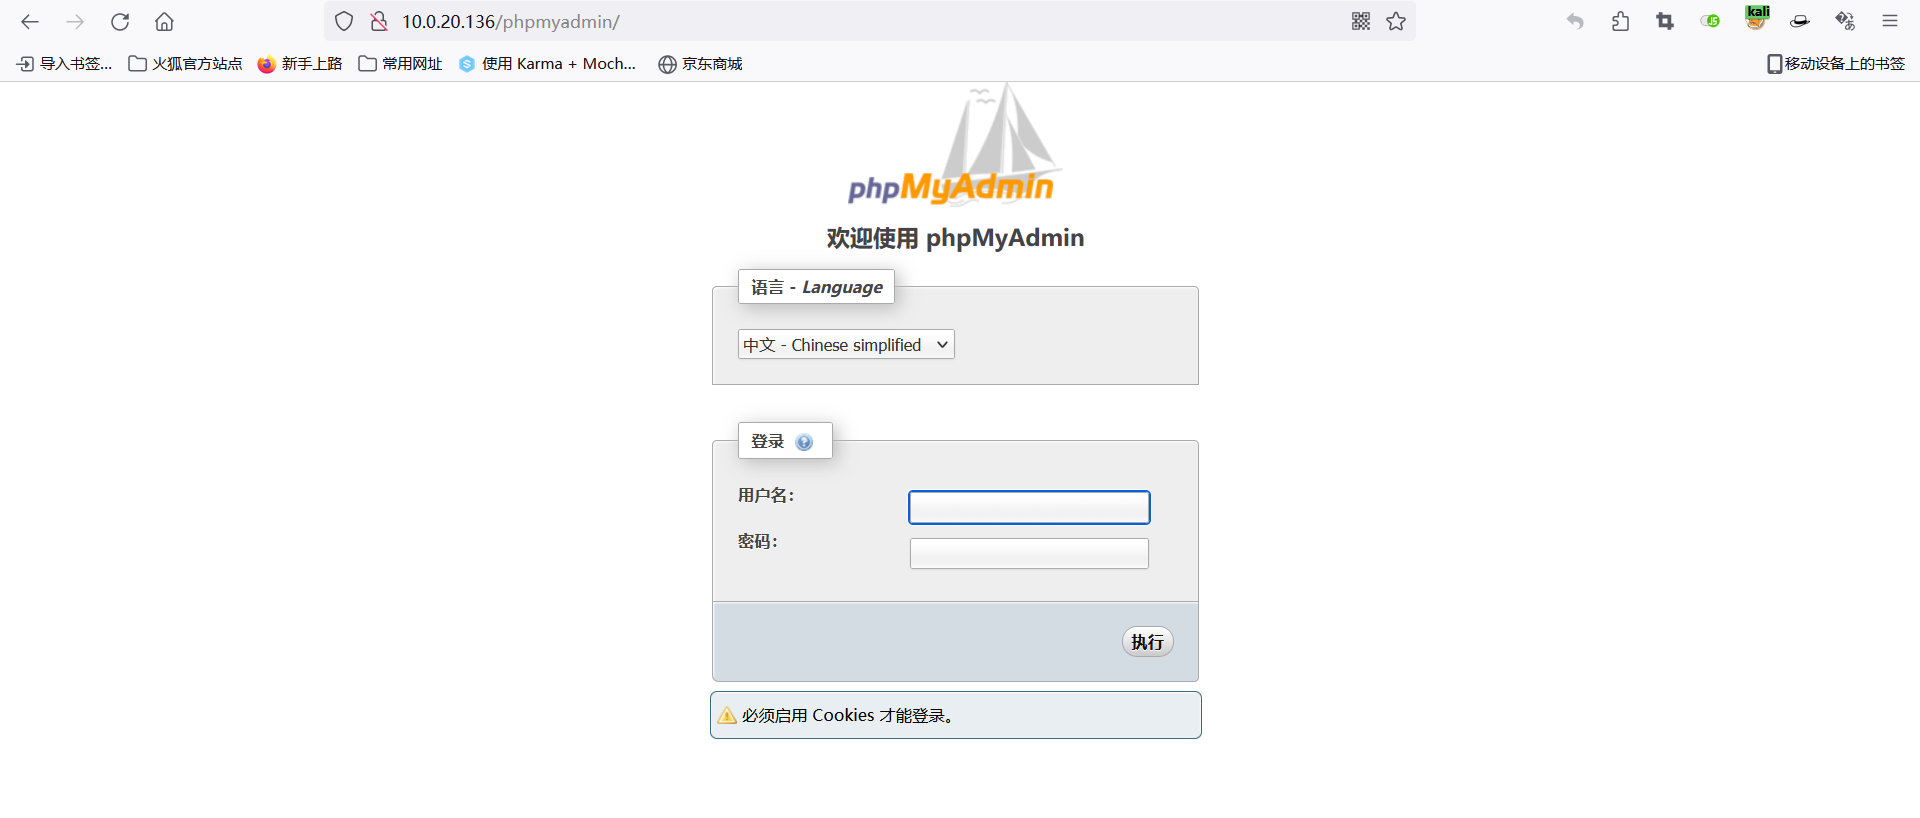 10.0.20.136/phpmyadmin/
JS
kali
导入书签...
火狐官方站点
新手上路
常用网址
S
使用 Karma + Moch...
京东商城
移动设备上的书签
phpMyAdmin
欢迎使用 phpMyAdmin
语言 - Language
中文 - Chinese simplified
登录 ?
用户名：
密码：
执行
必须启用 Cookies 才能登录。